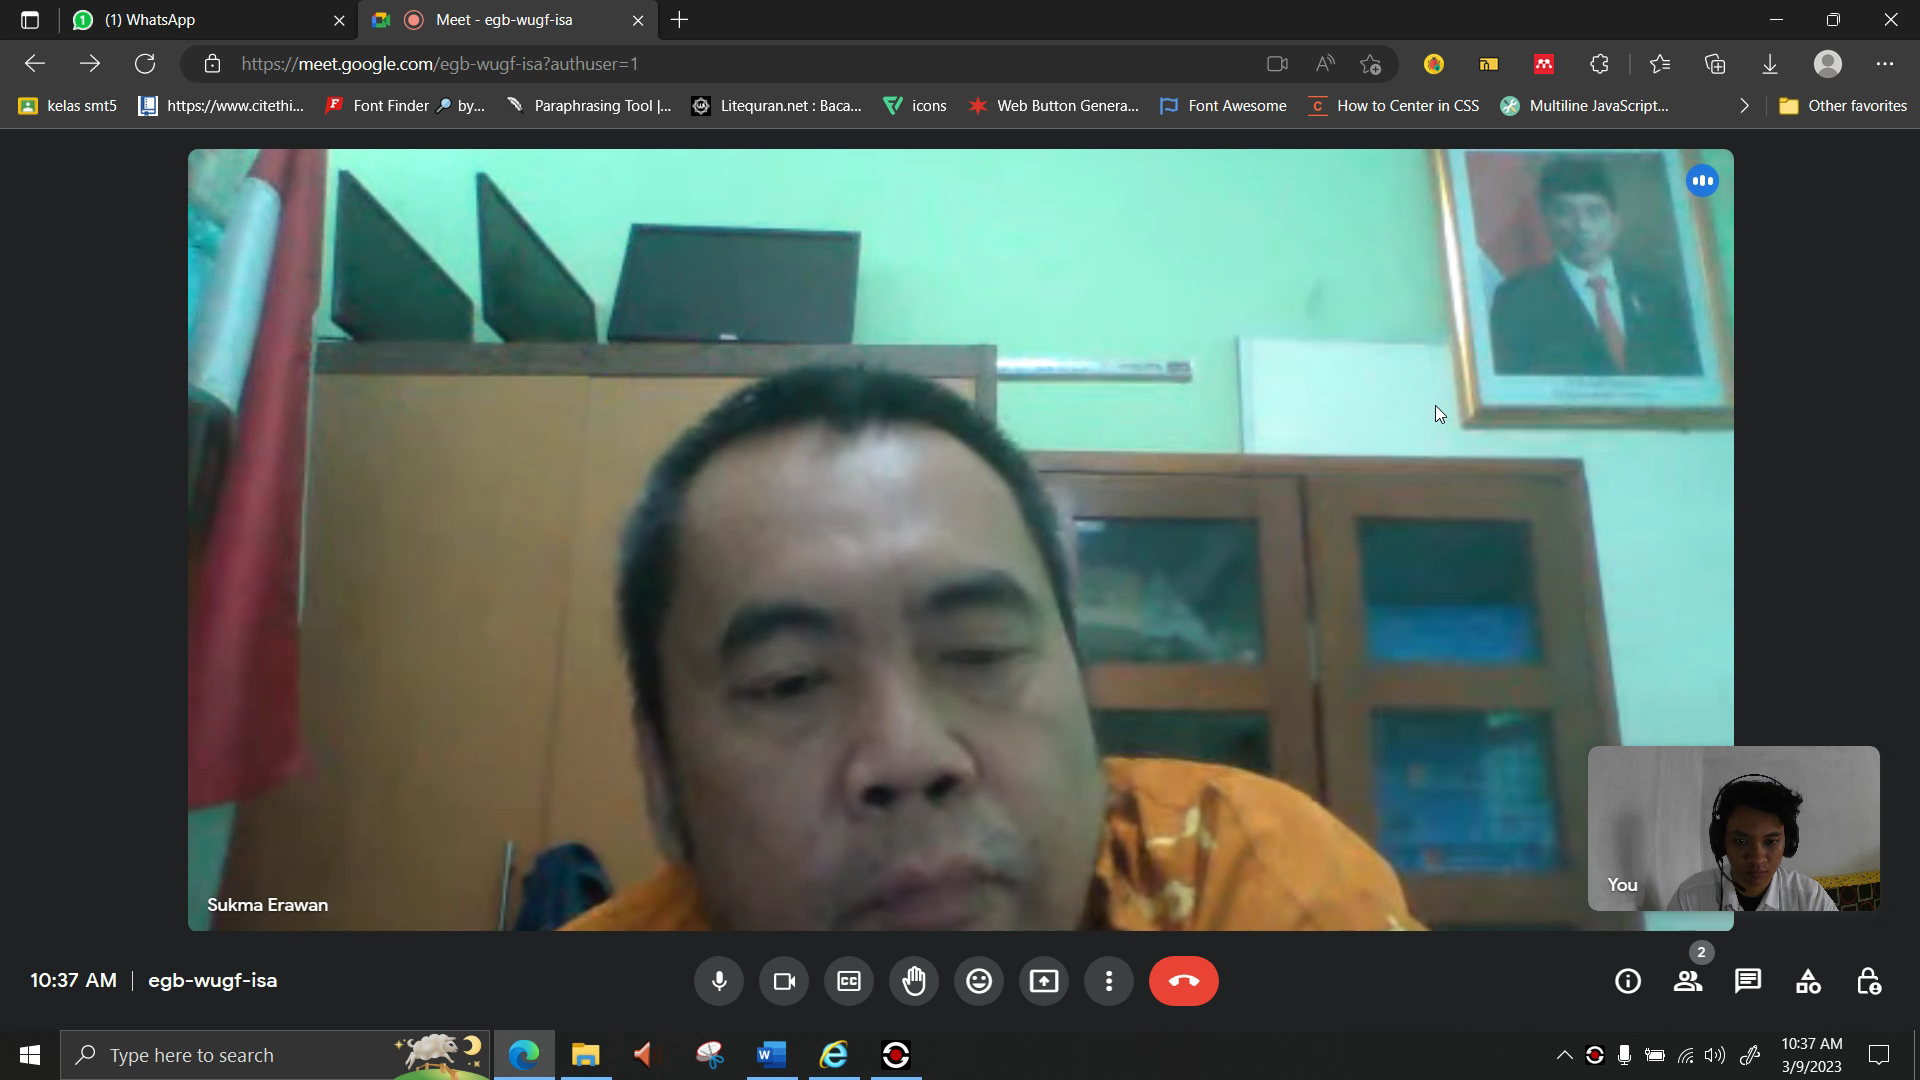 (1) WhatsApp
Meet - egb-wugf-isa
https://meet.google.com/egb-wugf-isa?authuser=1
kelas smt5
https://www.citethi...
Font Finder 🔎 by...
Paraphrasing Tool |...
Litequran.net : Baca...
icons
Web Button Genera...
Font Awesome
How to Center in CSS
Multiline JavaScript...
Other favorites
Sukma Erawan
You
10:37 AM | egb-wugf-isa
2
Type here to search
10:37 AM
3/9/2023